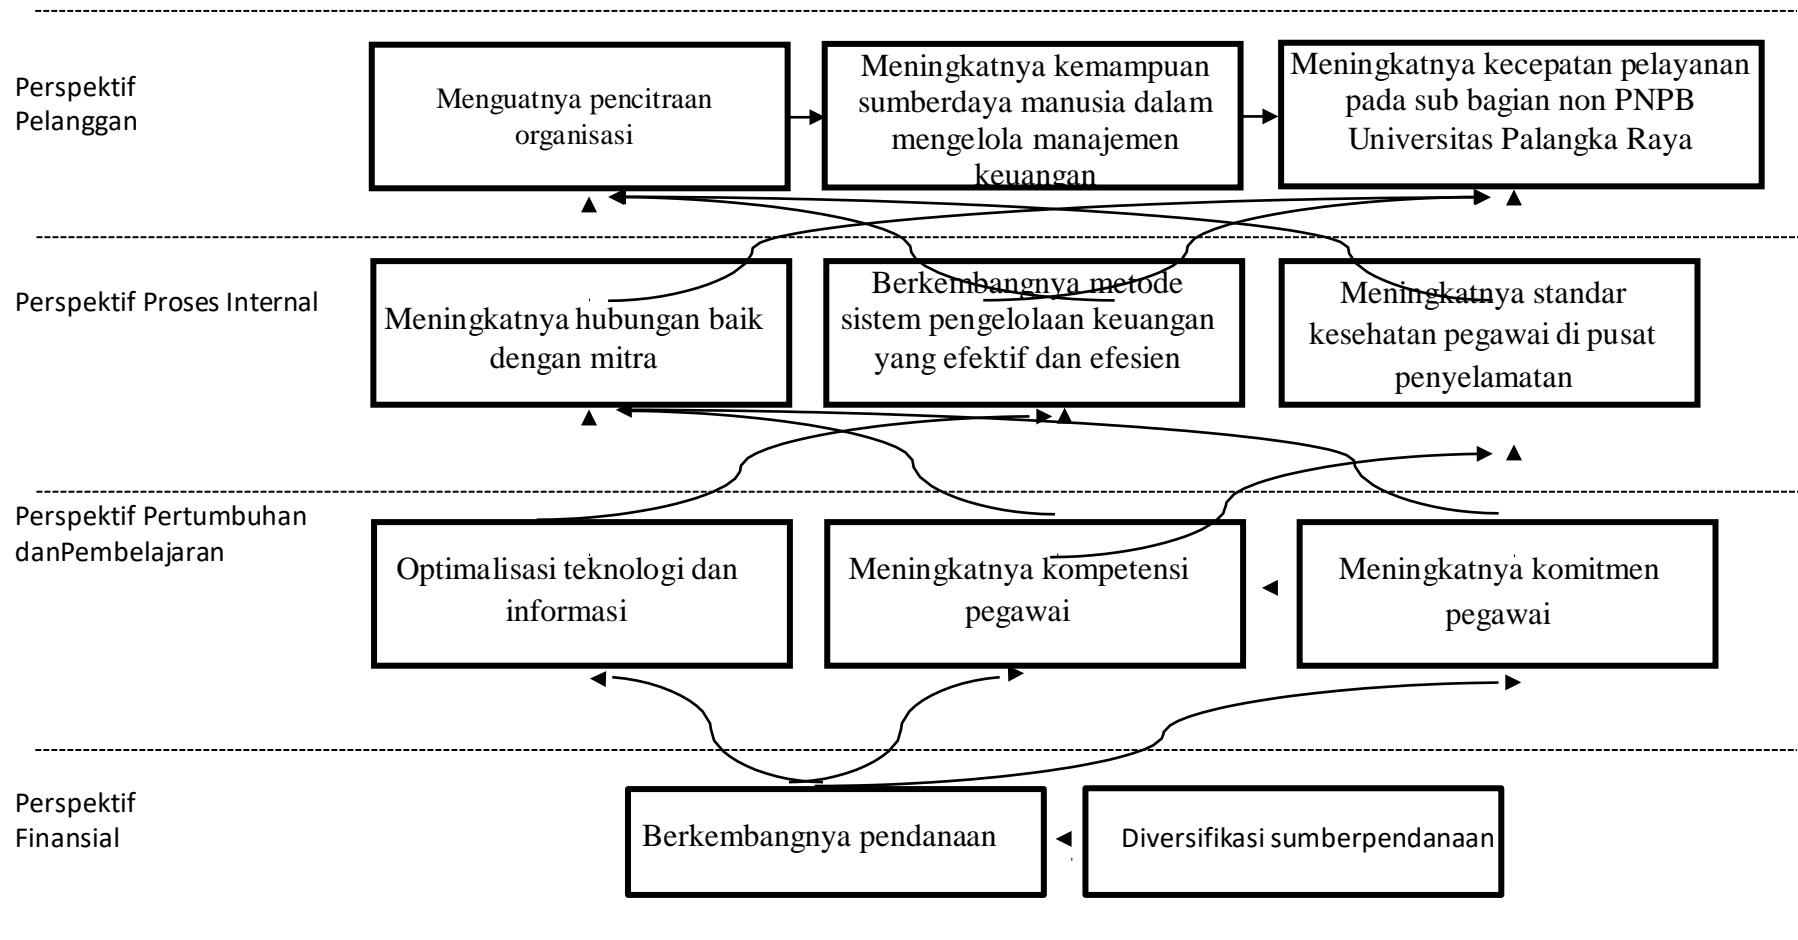 Perspektif
Pelanggan
Menguatnya pencitraan
organisasi
Meningkatnya kemampuan
sumberdaya manusia dalam
mengelola manajemen
keuangan
Meningkatnya kecepatan pelayanan
pada sub bagian non PNPB
Universitas Palangka Raya
Perspektif Proses Internal
Meningkatnya hubungan baik
dengan mitra
Berkembangnya metode
sistem pengelolaan keuangan
yang efektif dan efesien
Meningkatnya standar
kesehatan pegawai di pusat
penyelamatan
Perspektif Pertumbuhan
danPembelajaran
Optimalisasi teknologi dan
informasi
Meningkatnya kompetensi
pegawai
Meningkatnya komitmen
pegawai
Perspektif
Finansial
Berkembangnya pendanaan
Diversifikasi sumberpendanaan